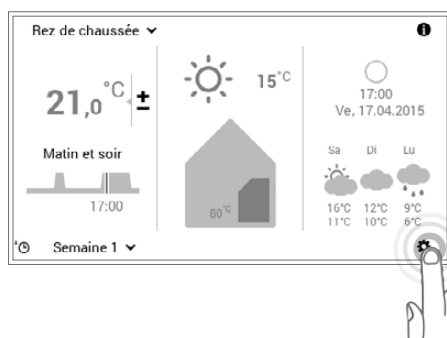 Rez de chaussée
21,0 °C ±
15°C
17:00
Ve, 17.04.2015
Matin et soir
17:00
80°C
Sa Di Lu
16°C 12°C 9°C
11°C 10°C 6°C
Semaine 1